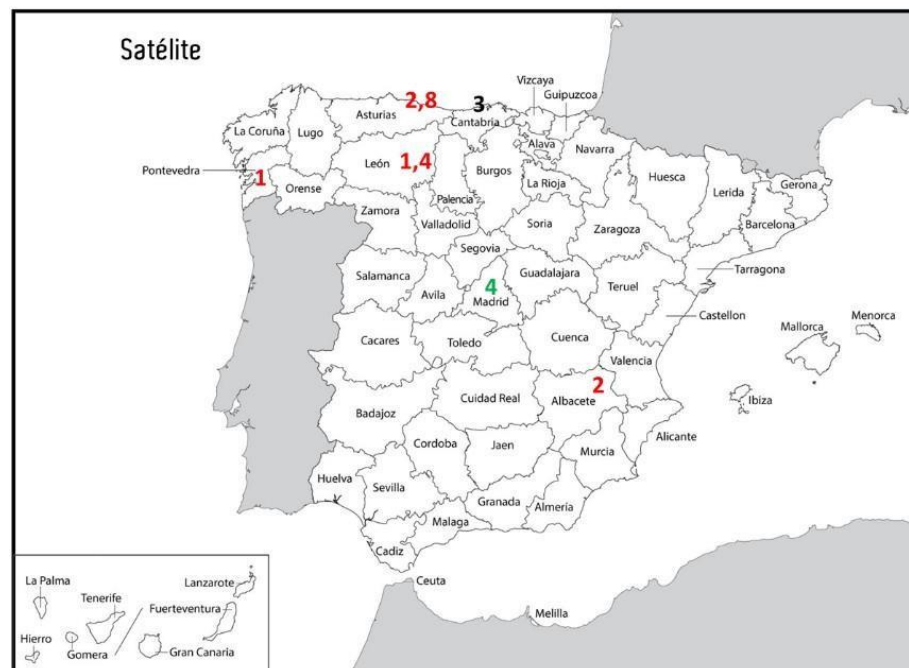 Satélite
Vizcaya
Guipuzcoa
2,8
3
Asturias
Cantabria
La Coruña
Lugo
Alava
Navarra
Pontevedra
León
1,4
Burgos
Huesca
Gerona
1
Orense
La Rioja
Lerida
Palencia
Zamora
Barcelona
Valladolid
Soria
Zaragoza
Segovia
Salamanca
Guadalajara
Tarragona
4
Avila
Madrid
Teruel
Castellon
Menorca
Mallorca
Cacares
Toledo
Cuenca
Valencia
2
Ibiza
Cuidad Real
Albacete
Badajoz
Alicante
Cordoba
Jaen
Murcia
Huelva
Sevilla
Granada
Almería
Malaga
Cadiz
La Palma
Lanzarote
Ceuta
Tenerife
Fuerteventura
Melilla
Hierro
Gomera
Gran Canaria